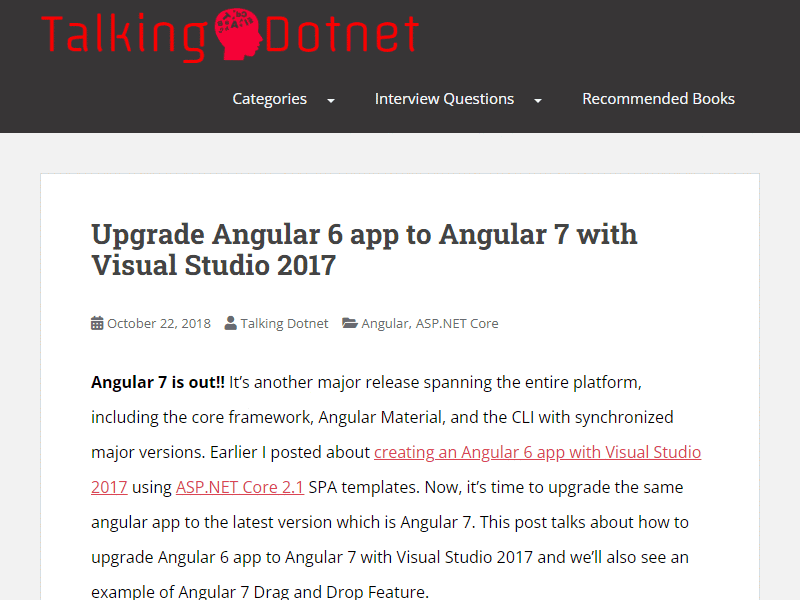 Talking Dotnet
Categories Interview Questions Recommended Books
Upgrade Angular 6 app to Angular 7 with
Visual Studio 2017
October 22, 2018 Talking Dotnet Angular, ASP.NET Core
Angular 7 is out!! It’s another major release spanning the entire platform,
including the core framework, Angular Material, and the CLI with synchronized
major versions. Earlier I posted about creating an Angular 6 app with Visual Studio
2017 using ASP.NET Core 2.1 SPA templates. Now, it’s time to upgrade the same
angular app to the latest version which is Angular 7. This post talks about how to
upgrade Angular 6 app to Angular 7 with Visual Studio 2017 and we’ll also see an
example of Angular 7 Drag and Drop Feature.